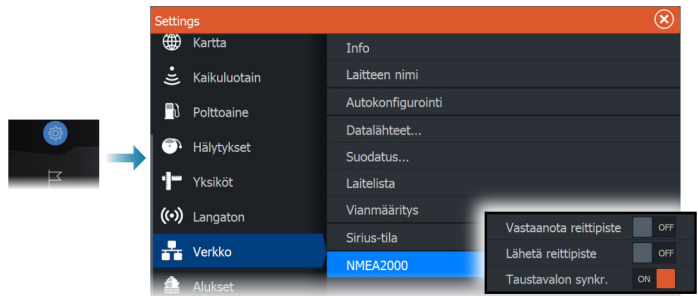 Settings
Kartta
Kaikuluotain
Polttoaine
Hälytykset
Yksiköt
Langaton
Verkko
Alukset
Info
Laitteen nimi
Autokonfigurointi
Datalähteet...
Suodatus...
Laitelista
Vianmääritys
Sirius-tila
NMEA2000
Vastaanota reittipiste OFF
Lähetä reittipiste OFF
Taustavalon synkr. ON